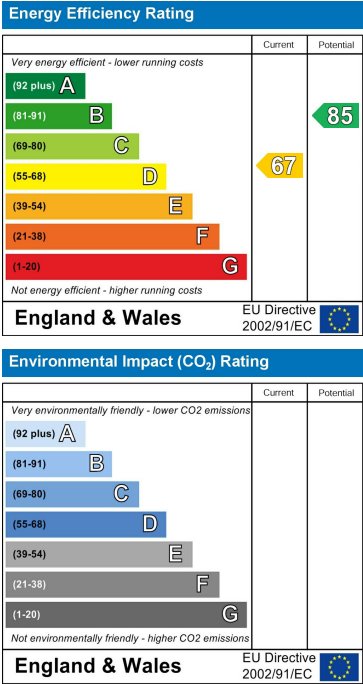 Energy Efficiency Rating
Current Potential
Very energy efficient - lower running costs
(92 plus) A
(81-91) B
(69-80) C
(55-68) D
(39-54) E
(21-38) F
(1-20) G
67
85
Not energy efficient - higher running costs
England & Wales
EU Directive
2002/91/EC
Environmental Impact (CO₂) Rating
Current Potential
Very environmentally friendly - lower CO2 emissions
(92 plus) A
(81-91) B
(69-80) C
(55-68) D
(39-54) E
(21-38) F
(1-20) G
Not environmentally friendly - higher CO2 emissions
England & Wales
EU Directive
2002/91/EC